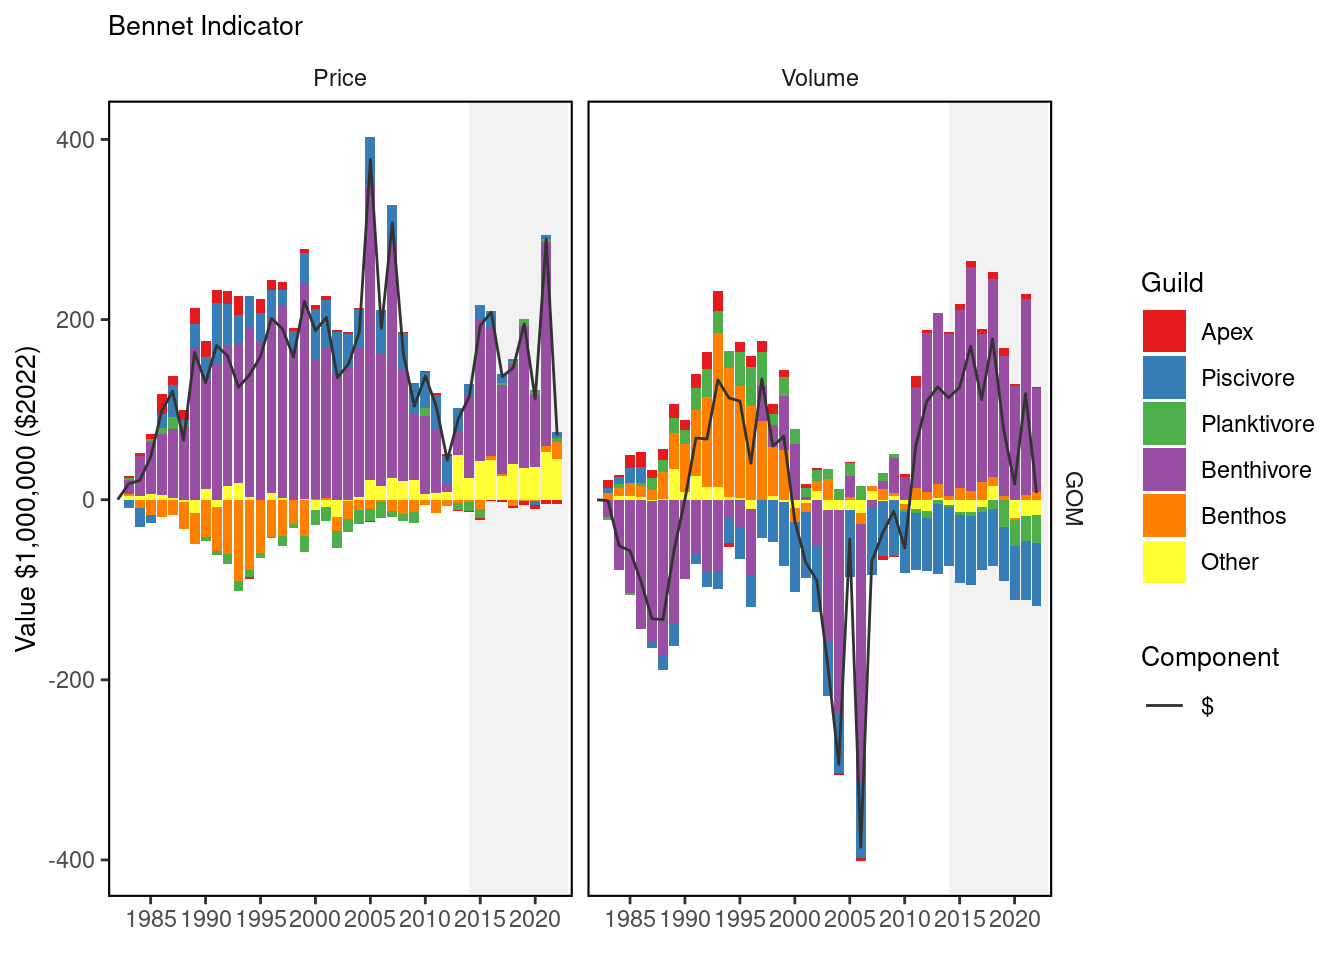 Bennet Indicator
Price
Volume
Value $1,000,000 ($2022)
400
200
0
-200
-400
1985 1990 1995 2000 2005 2010 2015 2020
1985 1990 1995 2000 2005 2010 2015 2020
GOM
Guild
Apex
Piscivore
Planktivore
Benthivore
Benthos
Other
Component
$